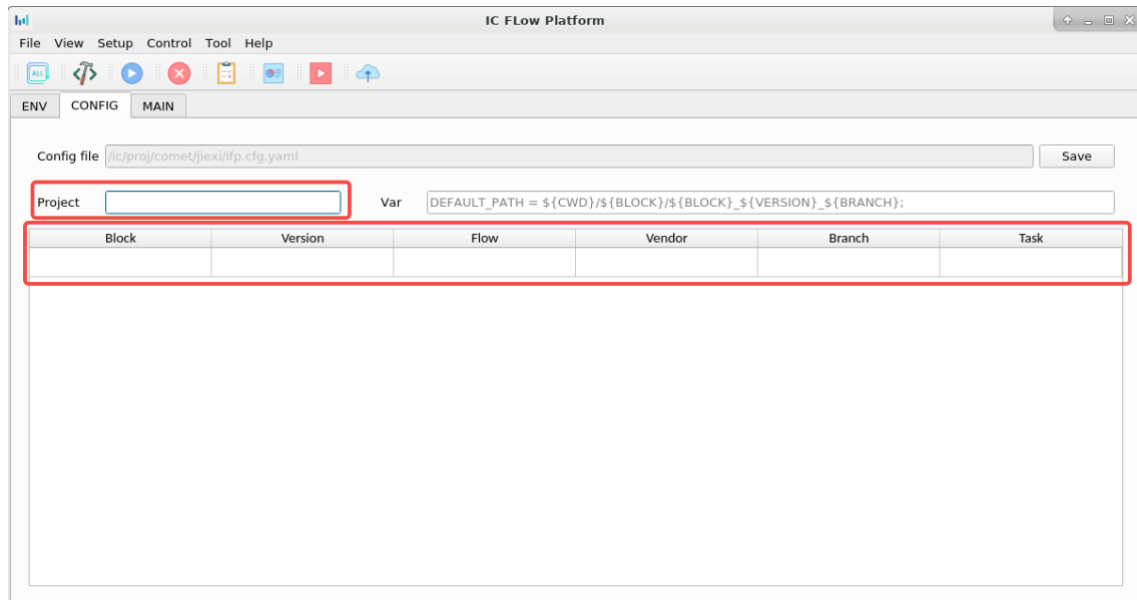 IC FLow Platform
File View Setup Control Tool Help
ALL
ENV CONFIG MAIN
Config file /ic/proj/comet/jiexi/ifp.cfg.yaml Save
Project Var DEFAULT_PATH = ${CWD}/${BLOCK}/${BLOCK}_${VERSION}_${BRANCH};
Block Version Flow Vendor Branch Task